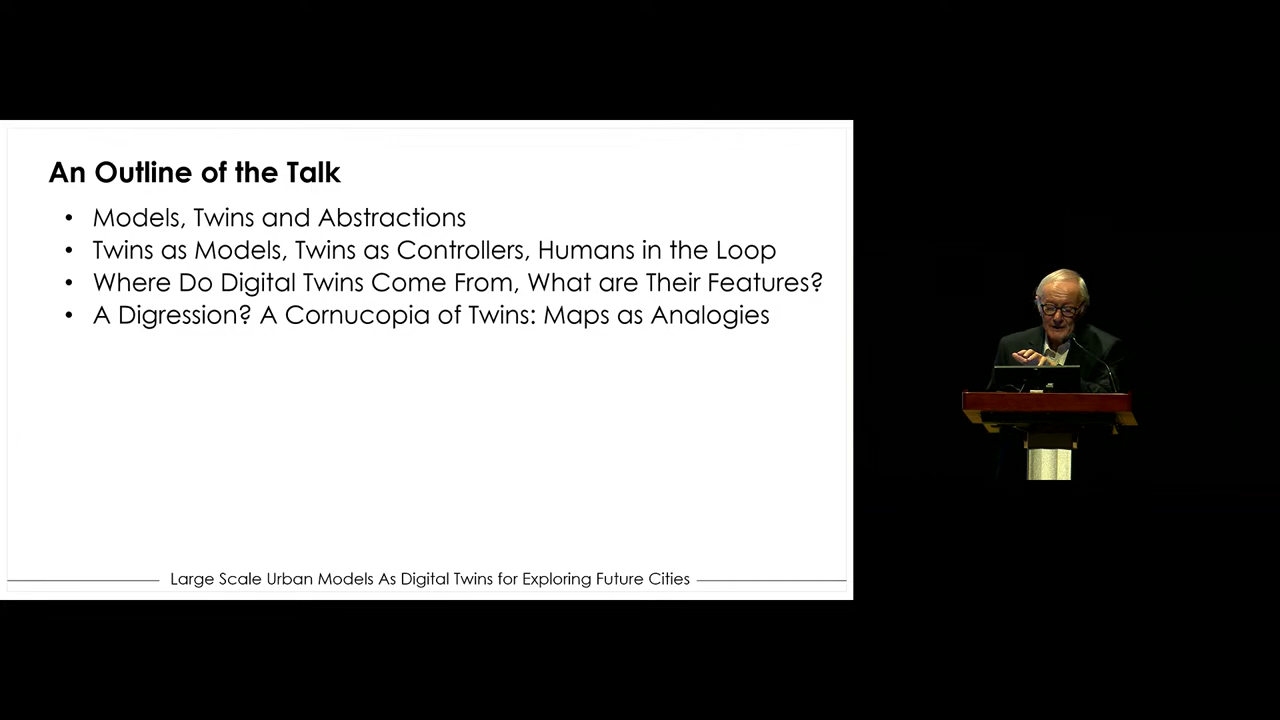 An Outline of the Talk
• Models, Twins and Abstractions
• Twins as Models, Twins as Controllers, Humans in the Loop
• Where Do Digital Twins Come From, What are Their Features?
• A Digression? A Cornucopia of Twins: Maps as Analogies
Large Scale Urban Models As Digital Twins for Exploring Future Cities